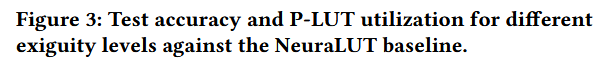 Figure 3: Test accuracy and P-LUT utilization for different
exiguity levels against the NeuraLUT baseline.